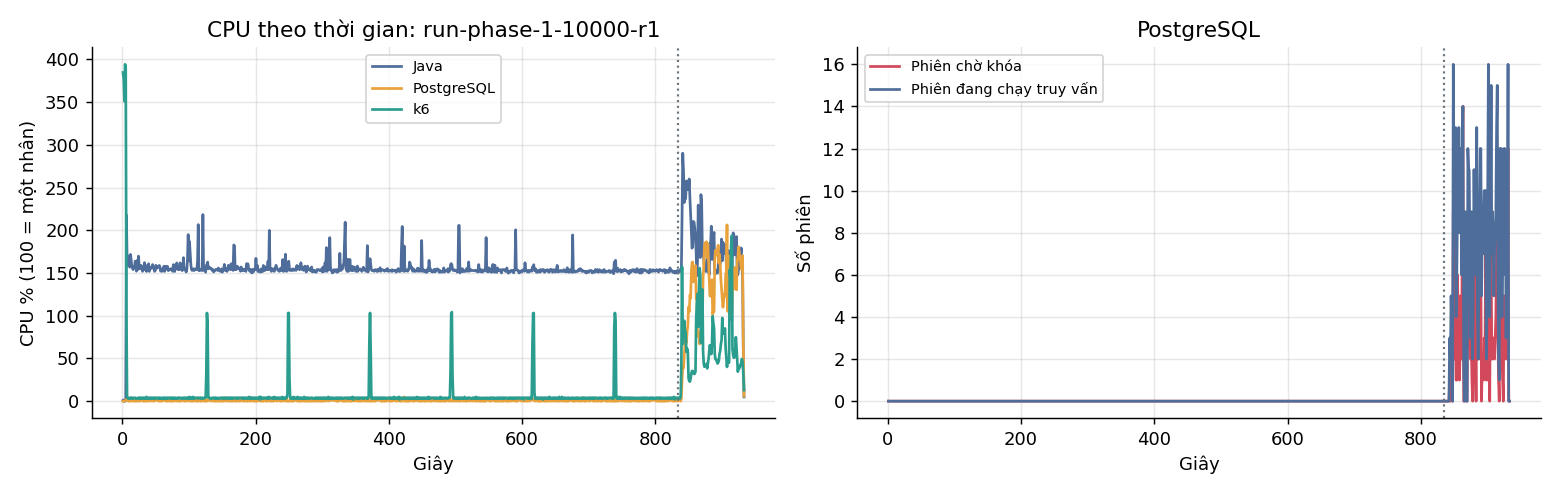 CPU theo thời gian: run-phase-1-10000-r1
400
350
300
250
200
150
100
50
0
CPU % (100 = một nhân)
Java
PostgreSQL
k6
0
200
400
600
800
Giây
PostgreSQL
16
14
12
10
8
6
4
2
0
Số phiên
Phiên chờ khóa
Phiên đang chạy truy vấn
0
200
400
600
800
Giây